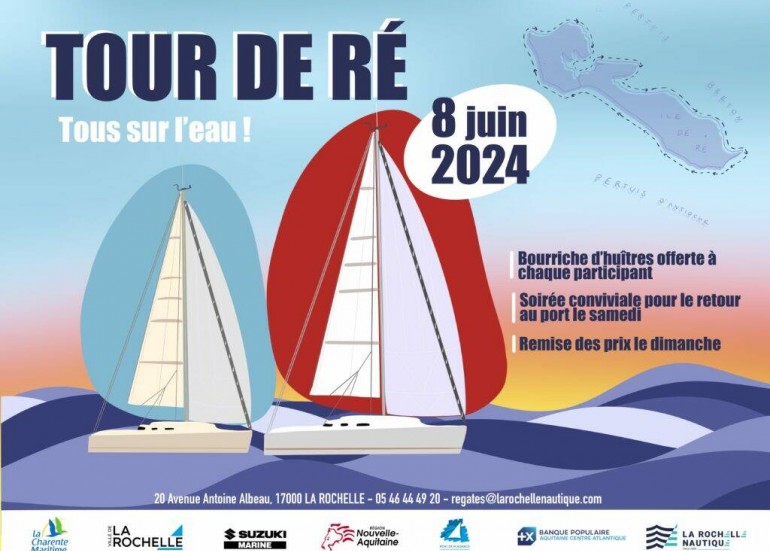 TOUR DE RÉ
Tous sur l'eau !
8 juin
2024
PERTUIS
BRETON
ILE
DE
RÉ
PERTUIS D'ANTIOCHE
Bourriche d'huîtres offerte à
chaque participant
Soirée conviviale pour le retour
au port le samedi
Remise des prix le dimanche
20 Avenue Antoine Albeau, 17000 LA ROCHELLE - 05 46 44 49 20 - regates@larochellenautique.com
La
Charente
Maritime
VILLE DE
LA
ROCHELLE
SUZUKI
MARINE
RÉGION
Nouvelle-
Aquitaine
BANQUE POPULAIRE
AQUITAINE CENTRE ATLANTIQUE
LA ROCHELLE
NAUTIQUE